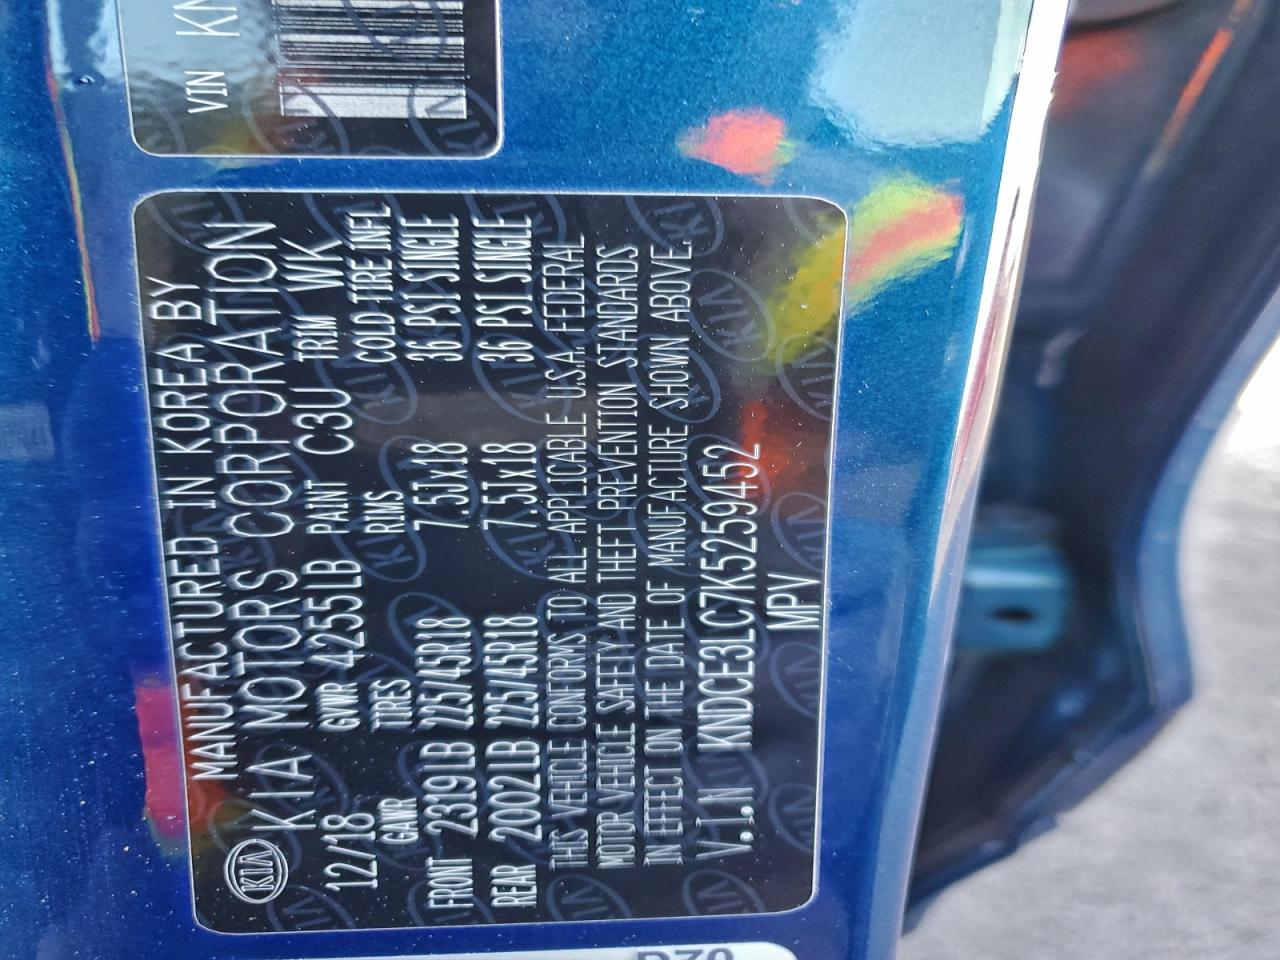 VIN KN
MANUFACTURED IN KOREA BY
KIA KIA MOTORS CORPORATION
12/18 GVWR 4255LB PAINT C3U TRM WK
GAWR TIRES RIMS COLD TIRE INFL
FRONT 2319LB 225/45R18 7.5Jx18 36 PSI SINGLE
REAR 2002LB 225/45R18 7.5Jx18 36 PSI SINGLE
THIS VEHICLE CONFORMS TO ALL APPLICABLE U.S.A. FEDERAL
MOTOR VEHICLE SAFETY AND THEFT PREVENTION STANDARDS
IN EFFECT ON THE DATE OF MANUFACTURE SHOWN ABOVE.
V.I.N KNDCE3LC7K5259452
MPV